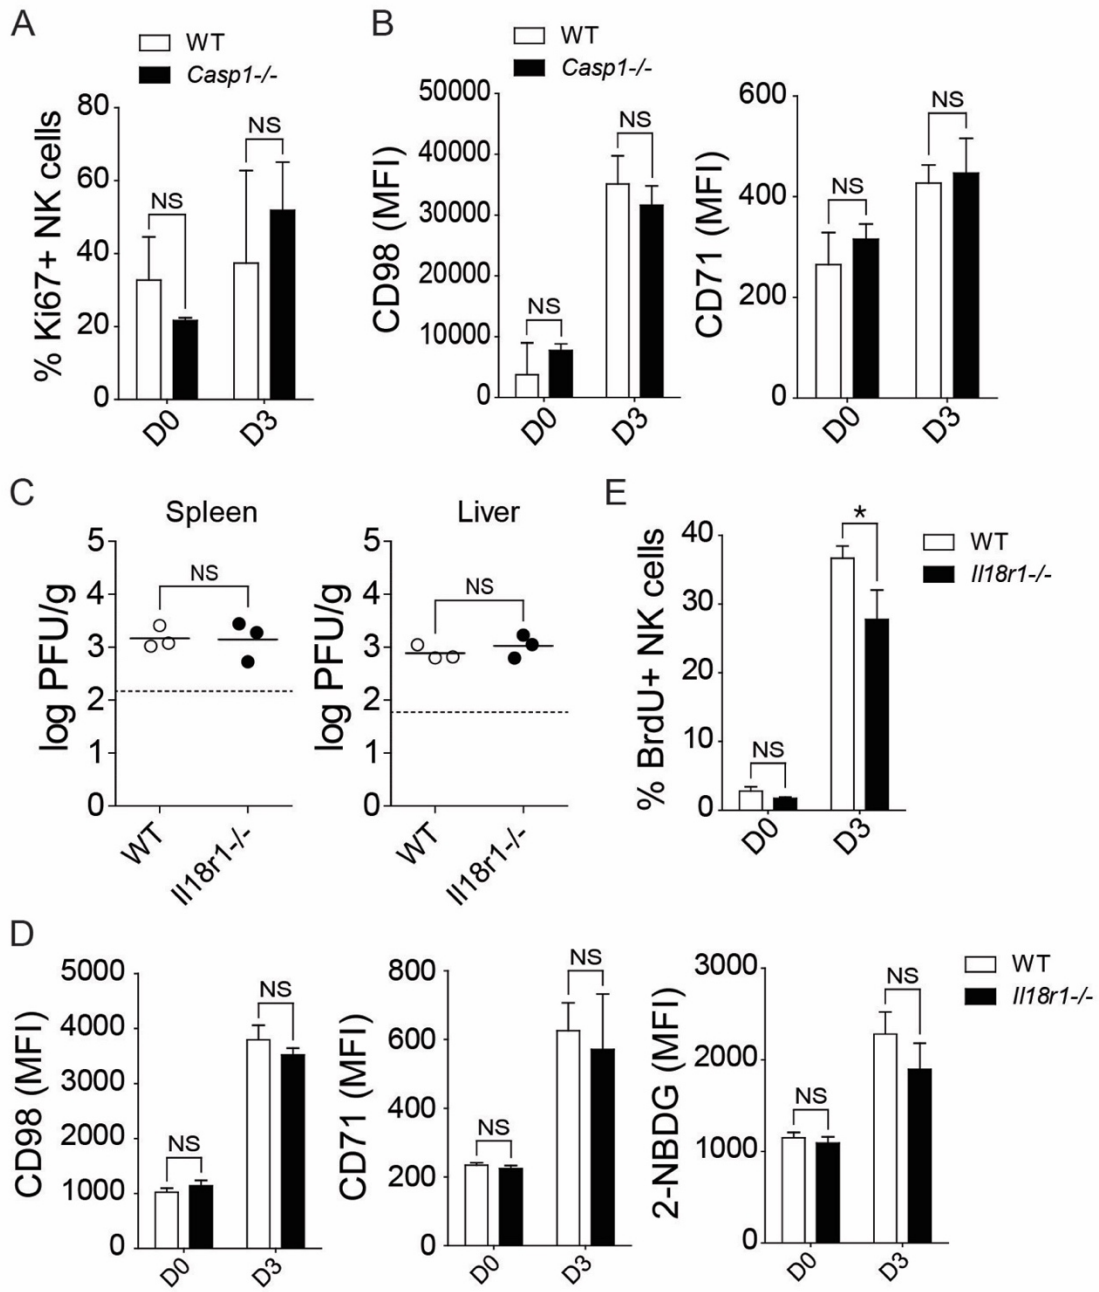 A
WT
Casp1-/-
% Ki67+ NK cells
80
60
40
20
0
NS
NS
D0
D3
B
WT
Casp1-/-
CD98 (MFI)
50000
40000
30000
20000
10000
0
NS
NS
D0
D3
CD71 (MFI)
600
400
200
0
NS
NS
D0
D3
C
Spleen
log PFU/g
5
4
3
2
1
0
NS
WT
Il18r1-/-
Liver
log PFU/g
5
4
3
2
1
0
NS
WT
Il18r1-/-
E
% BrdU+ NK cells
40
30
20
10
0
NS
*
D0
D3
WT
Il18r1-/-
D
CD98 (MFI)
5000
4000
3000
2000
1000
0
NS
NS
D0
D3
CD71 (MFI)
800
600
400
200
0
NS
NS
D0
D3
2-NBDG (MFI)
3000
2000
1000
0
NS
NS
D0
D3
WT
Il18r1-/-